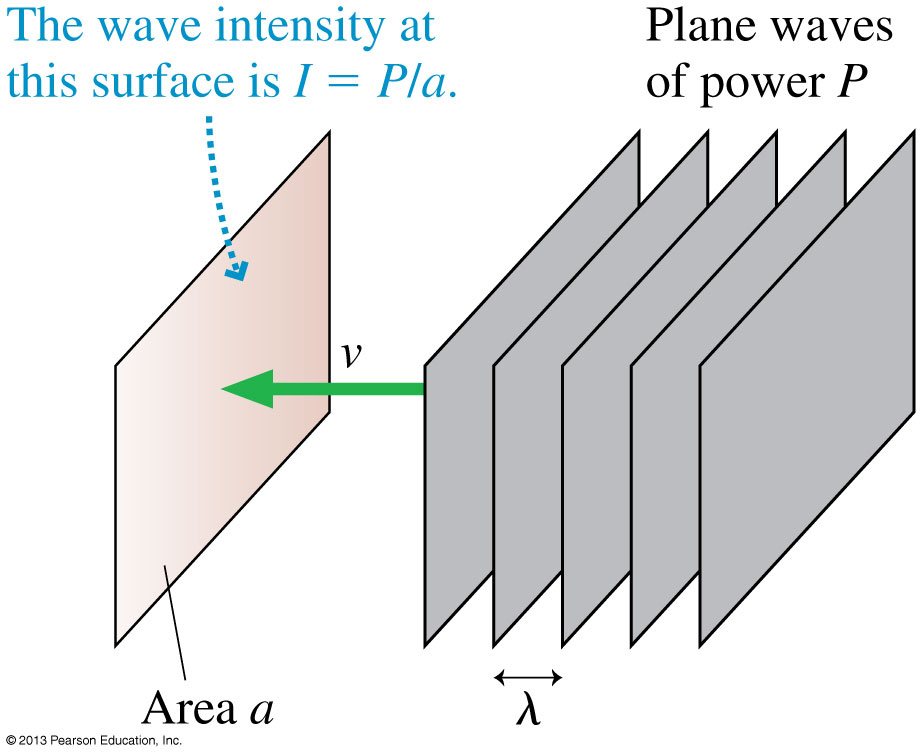 The wave intensity at
this surface is I = P/a.
Plane waves
of power P
v
λ
Area a
© 2013 Pearson Education, Inc.